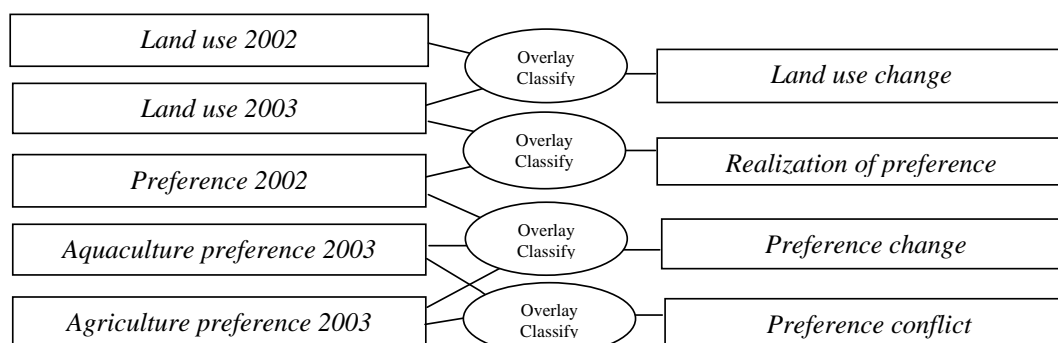 Land use 2002
Land use 2003
Preference 2002
Aquaculture preference 2003
Agriculture preference 2003
Overlay
Classify
Overlay
Classify
Overlay
Classify
Overlay
Classify
Land use change
Realization of preference
Preference change
Preference conflict